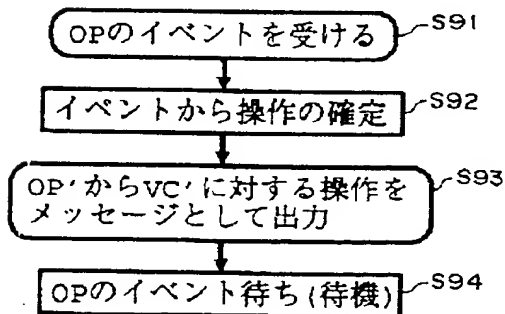 OPのイベントを受ける S91
イベントから操作の確定 S92
OP'からVC'に対する操作を S93
メッセージとして出力
OPのイベント待ち(待機) S94